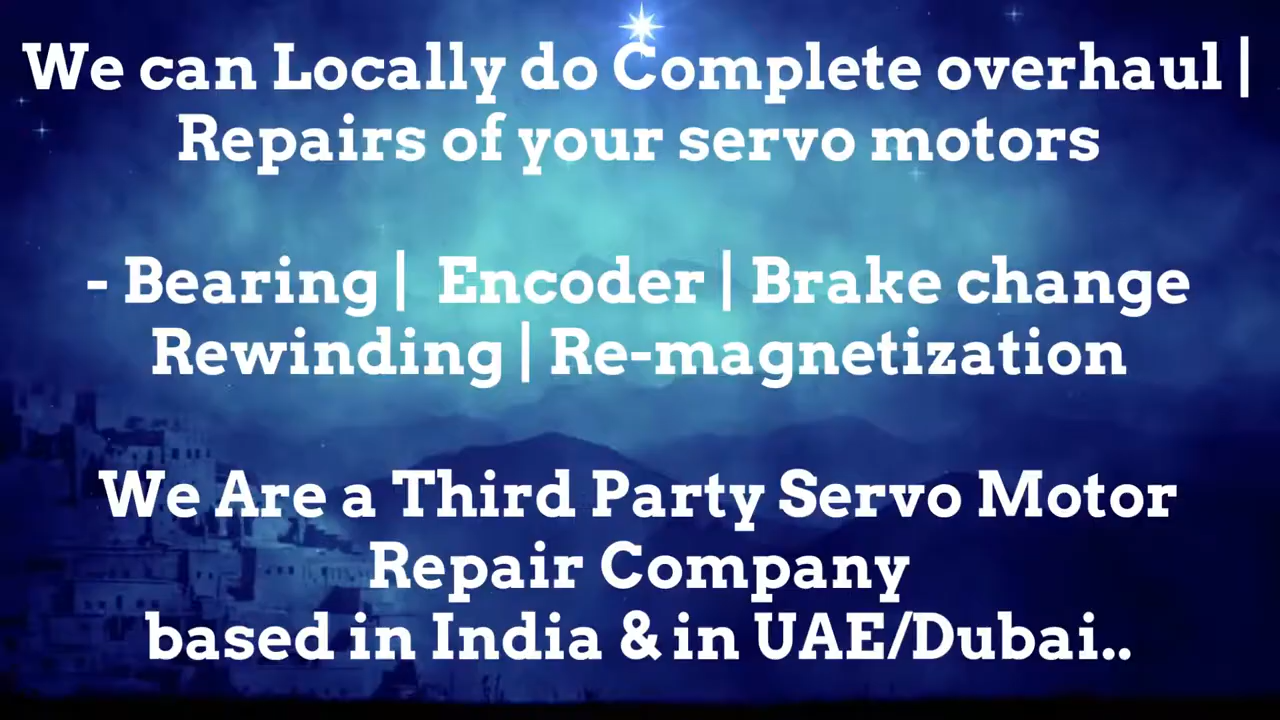 We can Locally do Complete overhaul |
Repairs of your servo motors
- Bearing | Encoder | Brake change
Rewinding | Re-magnetization
We Are a Third Party Servo Motor
Repair Company
based in India & in UAE/Dubai..